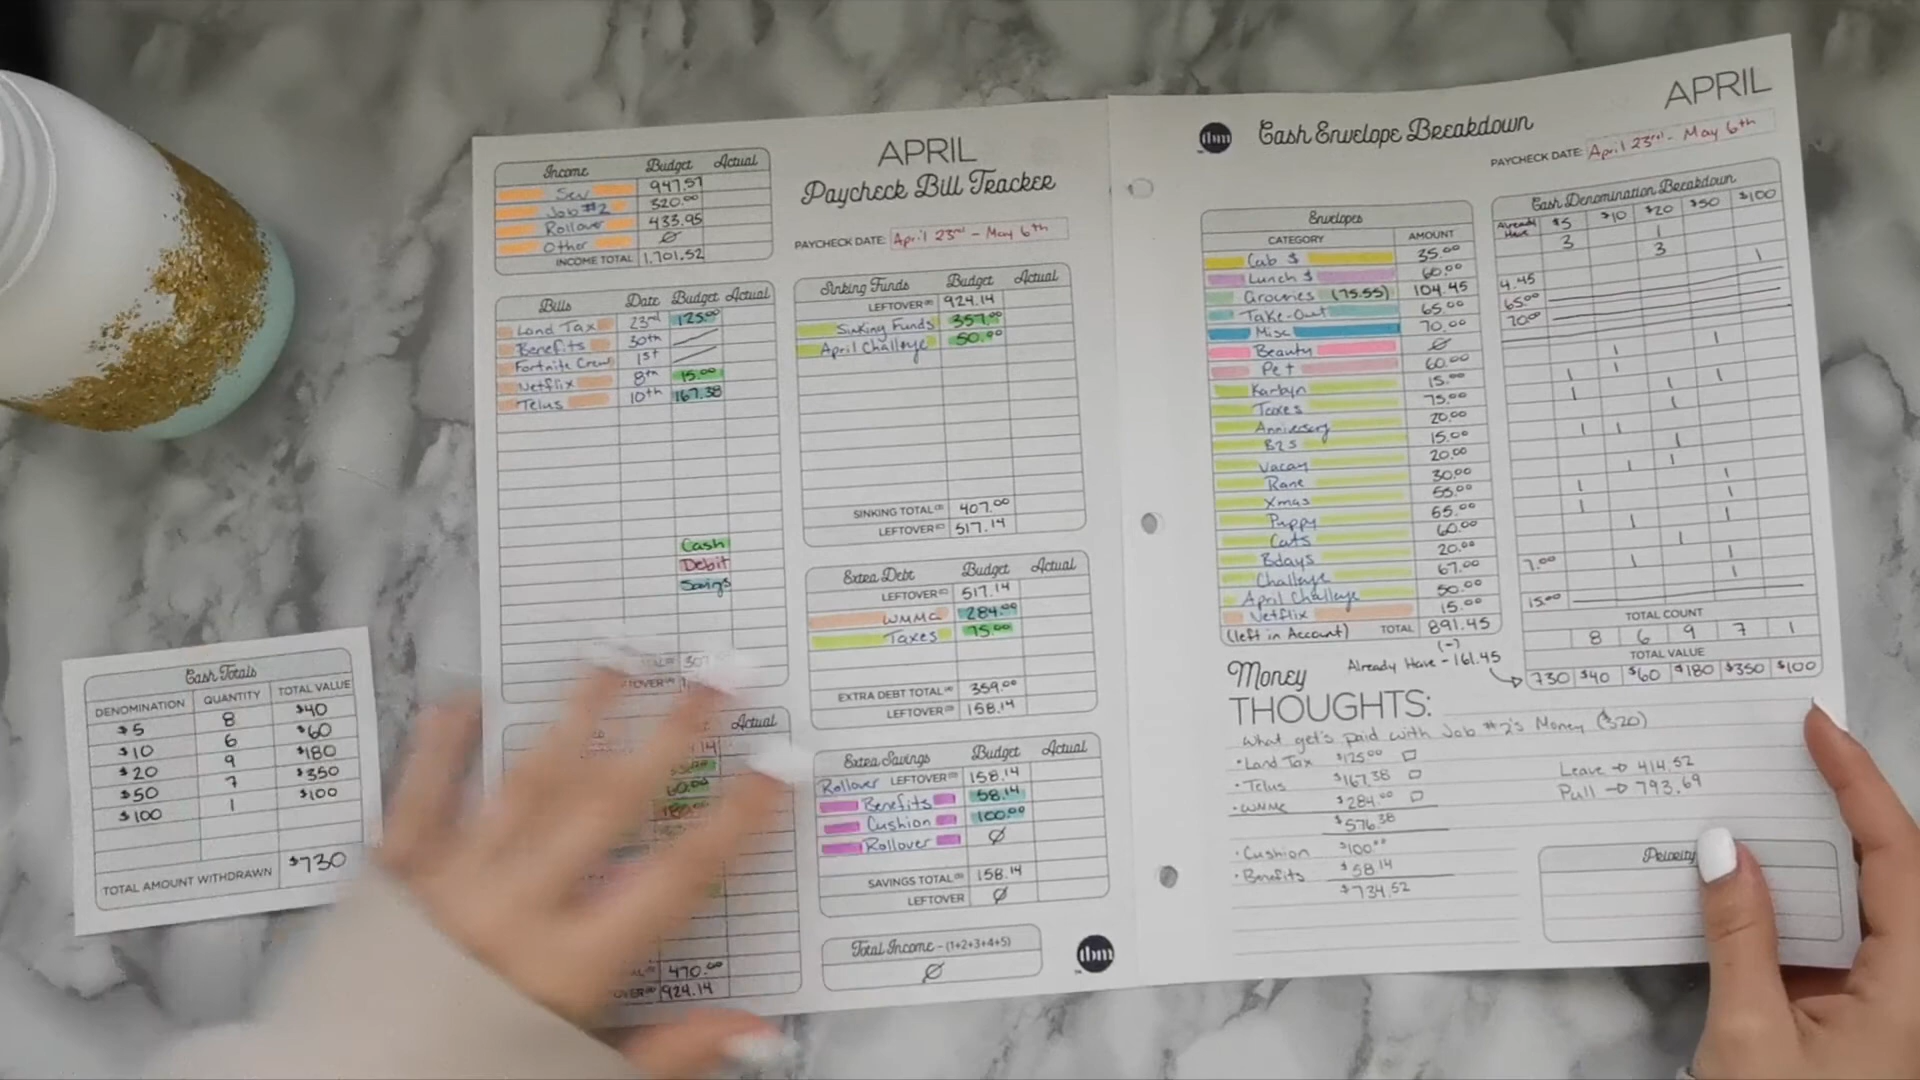 Cash Totals
DENOMINATION QUANTITY TOTAL VALUE
$5 8 $40
$10 6 $60
$20 9 $180
$50 7 $350
$100 1 $100
TOTAL AMOUNT WITHDRAWN $730
APRIL
Paycheck Bill Tracker
PAYCHECK DATE: April 23rd - May 6th
Income Budget Actual
947.57
Job #2 320.00
Rollover 433.95
Other Ø
INCOME TOTAL 1,701.52
Bills Date Budget Actual
Land Tax 23rd 125.00
Benefits 30th
Fortnite Crew 1st
Netflix 8th 15.00
Telus 10th 167.38
Cash
Debit
Savings
307
Actual
60.00
470.00
924.14
Sinking Funds Budget Actual
LEFTOVER 924.14
Sinking Funds 357.00
April Challenge 50.00
SINKING TOTAL 407.00
LEFTOVER 517.14
Extra Debt Budget Actual
LEFTOVER 517.14
WMMC 284.00
Taxes 75.00
EXTRA DEBT TOTAL 359.00
LEFTOVER 158.14
Extra Savings Budget Actual
Rollover LEFTOVER 158.14
Benefits 58.14
Cushion 100.00
Rollover Ø
SAVINGS TOTAL 158.14
LEFTOVER Ø
Total Income - (1+2+3+4+5)
Ø
tbm
APRIL
tbm Cash Envelope Breakdown
PAYCHECK DATE: April 23rd - May 6th
Envelopes
CATEGORY AMOUNT
Cab $ 35.00
Lunch $ 60.00
Groceries (75.55) 104.45
Take-Out 65.00
Misc 70.00
Beauty Ø
Pet 60.00
Karbyn 15.00
Taxes 75.00
Anniversary 20.00
B2S 15.00
Vacay 20.00
Rane 30.00
Xmas 55.00
Puppy 55.00
Cats 60.00
Bdays 20.00
Challenge 67.00
April Challenge 50.00
Netflix 15.00
(left in Account) TOTAL 891.45
(-)
Already Have - 161.45
Cash Denomination Breakdown
Already Have $5 $10 $20 $50 $100
3 1
3
1
4.45
65.00
70.00
7.00
15.00
TOTAL COUNT
8 6 9 7 1
TOTAL VALUE
730 $40 $60 $180 $350 $100
Money
THOUGHTS:
What get's paid with Job #2's Money ($320)
• Land Tax $125.00
• Telus $167.38
• WMMC $284.00
$576.38
• Cushion $100.00
• Benefits $58.14
$734.52
Leave → 414.52
Pull → 793.69